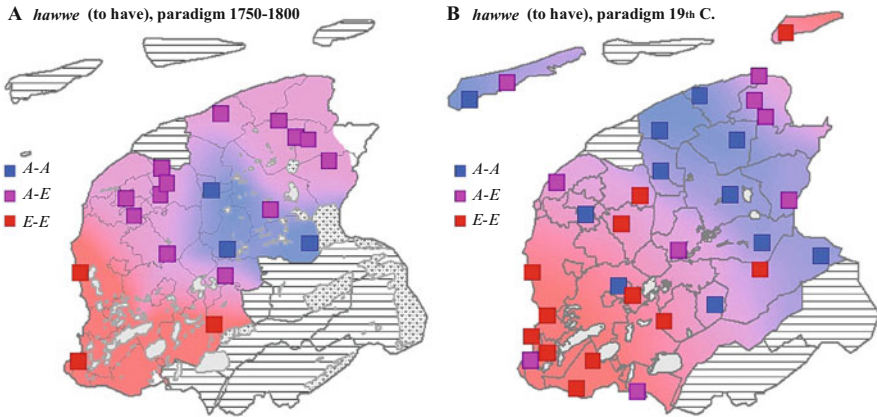 A hawwe (to have), paradigm 1750-1800
A-A
A-E
E-E
B hawwe (to have), paradigm 19th C.
A-A
A-E
E-E